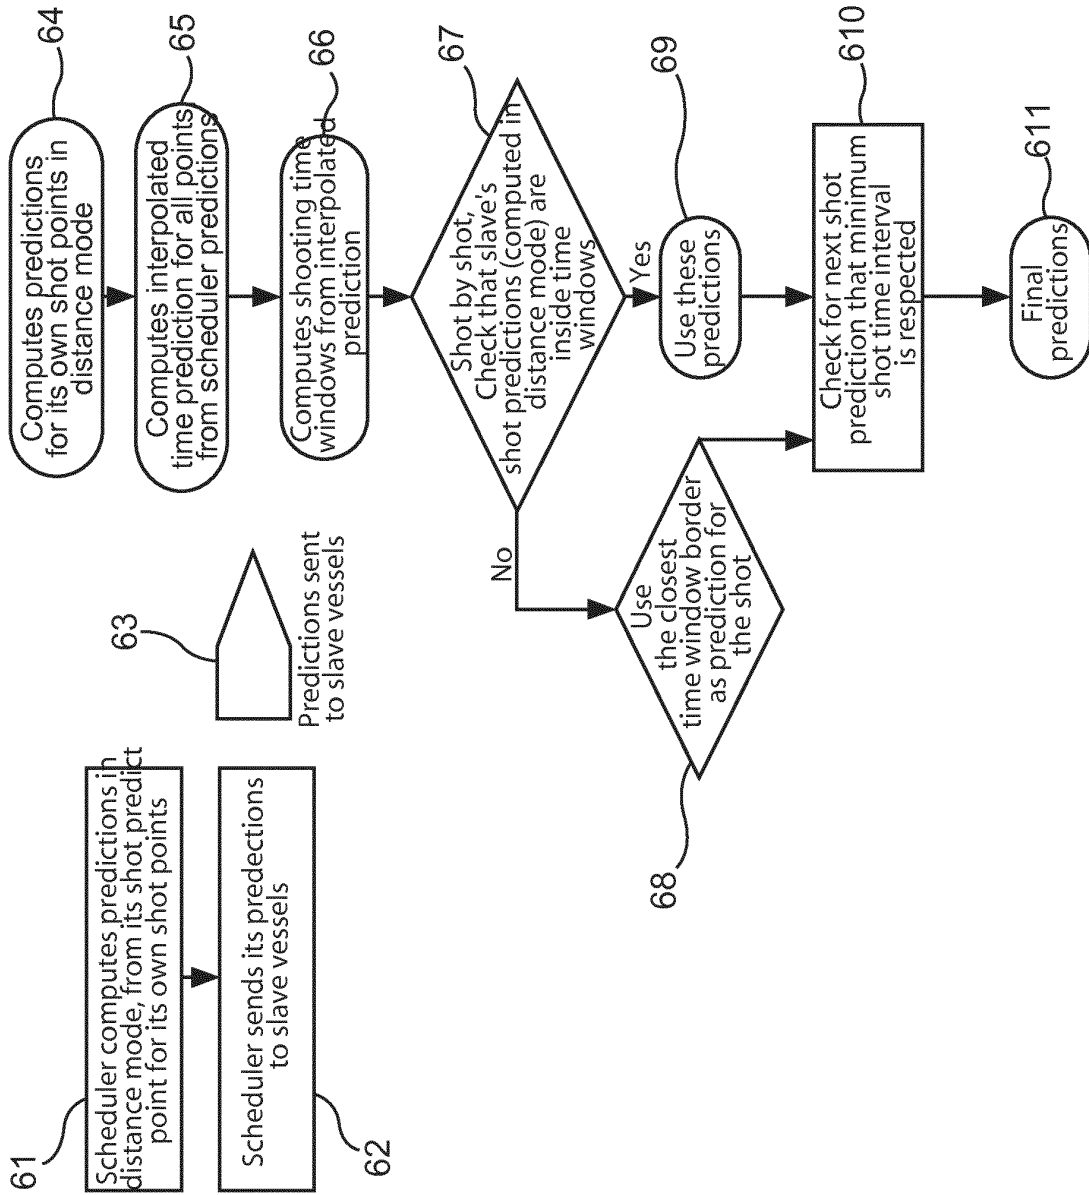 61
Scheduler computes predictions in
distance mode, from its shot predict
point for its own shot points
62
Scheduler sends its predections
to slave vessels
63
Predictions sent
to slave vessels
64
Computes predictions
for its own shot points in
distance mode
65
Computes interpolated
time prediction for all points
from scheduler predictions
66
Computes shooting time
windows from interpolated
prediction
67
Shot by shot,
Check that slave's
shot predictions (computed in
distance mode) are
inside time
windows
No
Yes
68
Use
the closest
time window border
as prediction for
the shot
69
Use these
predictions
610
Check for next shot
prediction that minimum
shot time interval
is respected
611
Final
predictions